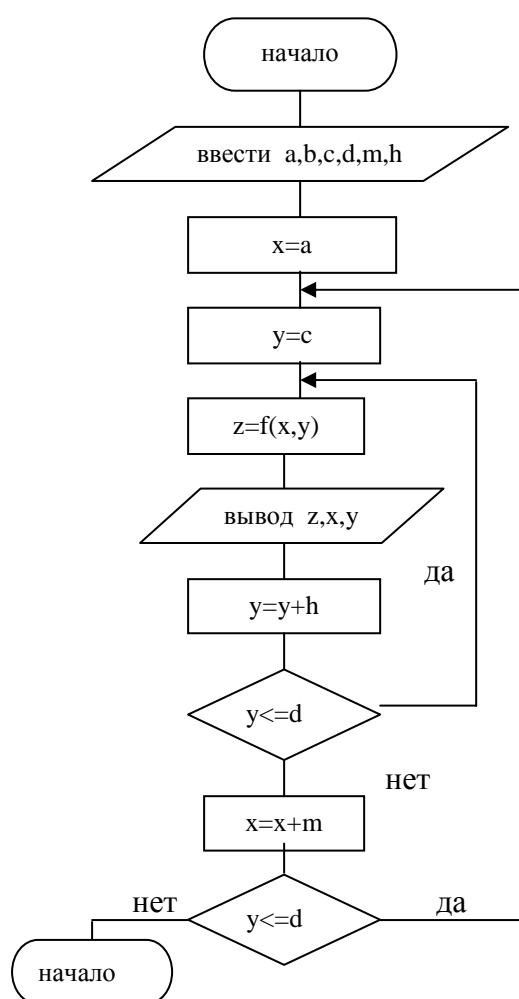 начало
ввести a,b,c,d,m,h
x=a
y=c
z=f(x,y)
вывод z,x,y
да
y=y+h
y<=d
нет
x=x+m
нет
y<=d
да
начало